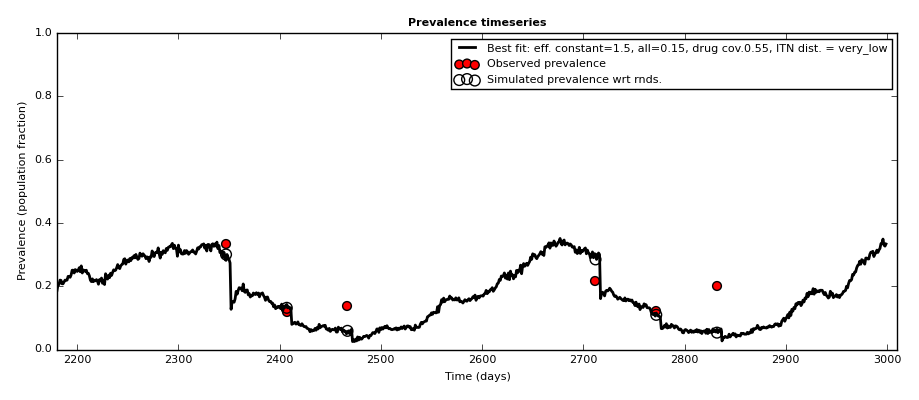 Prevalence timeseries
Best fit: eff. constant=1.5, all=0.15, drug cov.0.55, ITN dist. = very_low
Observed prevalence
Simulated prevalence wrt rnds.
Prevalence (population fraction)
1.0
0.8
0.6
0.4
0.2
0.0
2200 2300 2400 2500 2600 2700 2800 2900 3000
Time (days)